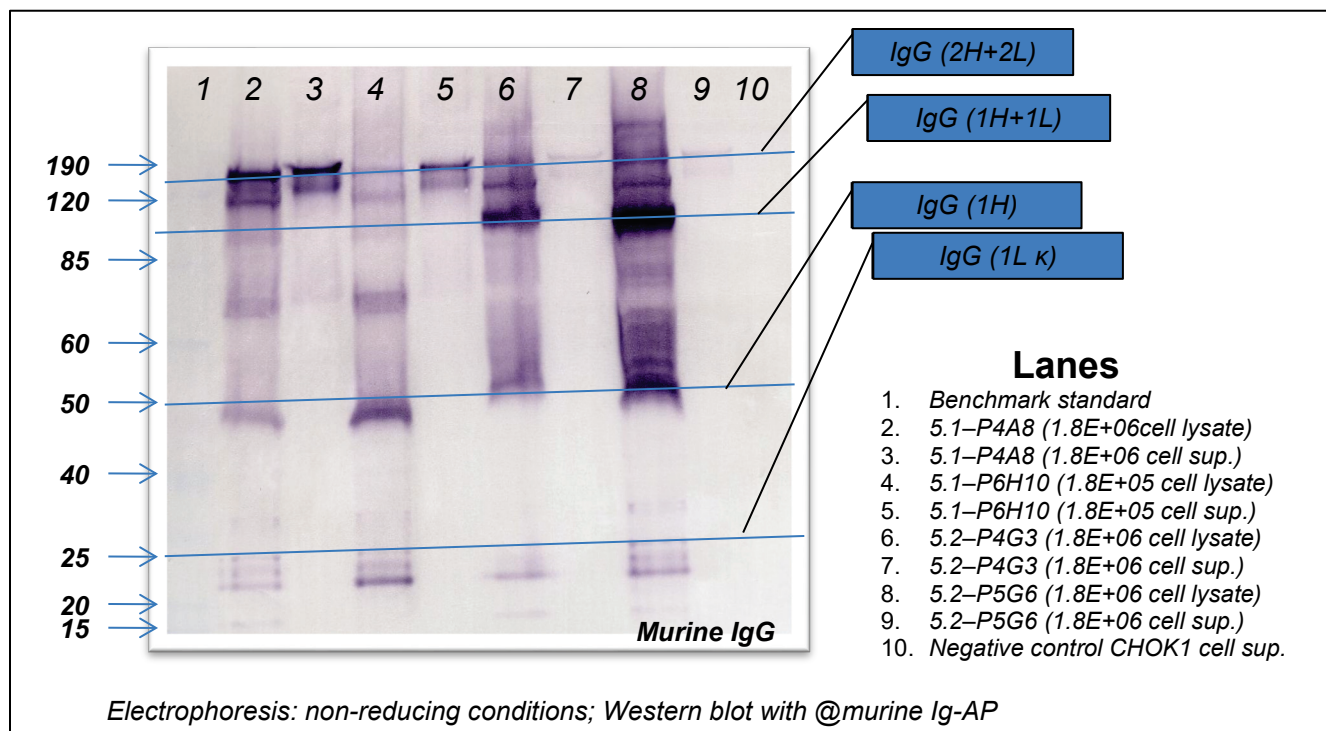 1 2 3 4 5 6 7 8 9 10
190
120
85
60
50
40
25
20
15
IgG (2H+2L)
IgG (1H+1L)
IgG (1H)
IgG (1L κ)
Murine IgG
Lanes
1. Benchmark standard
2. 5.1–P4A8 (1.8E+06cell lysate)
3. 5.1–P4A8 (1.8E+06 cell sup.)
4. 5.1–P6H10 (1.8E+05 cell lysate)
5. 5.1–P6H10 (1.8E+05 cell sup.)
6. 5.2–P4G3 (1.8E+06 cell lysate)
7. 5.2–P4G3 (1.8E+06 cell sup.)
8. 5.2–P5G6 (1.8E+06 cell lysate)
9. 5.2–P5G6 (1.8E+06 cell sup.)
10. Negative control CHOK1 cell sup.
Electrophoresis: non-reducing conditions; Western blot with @murine Ig-AP